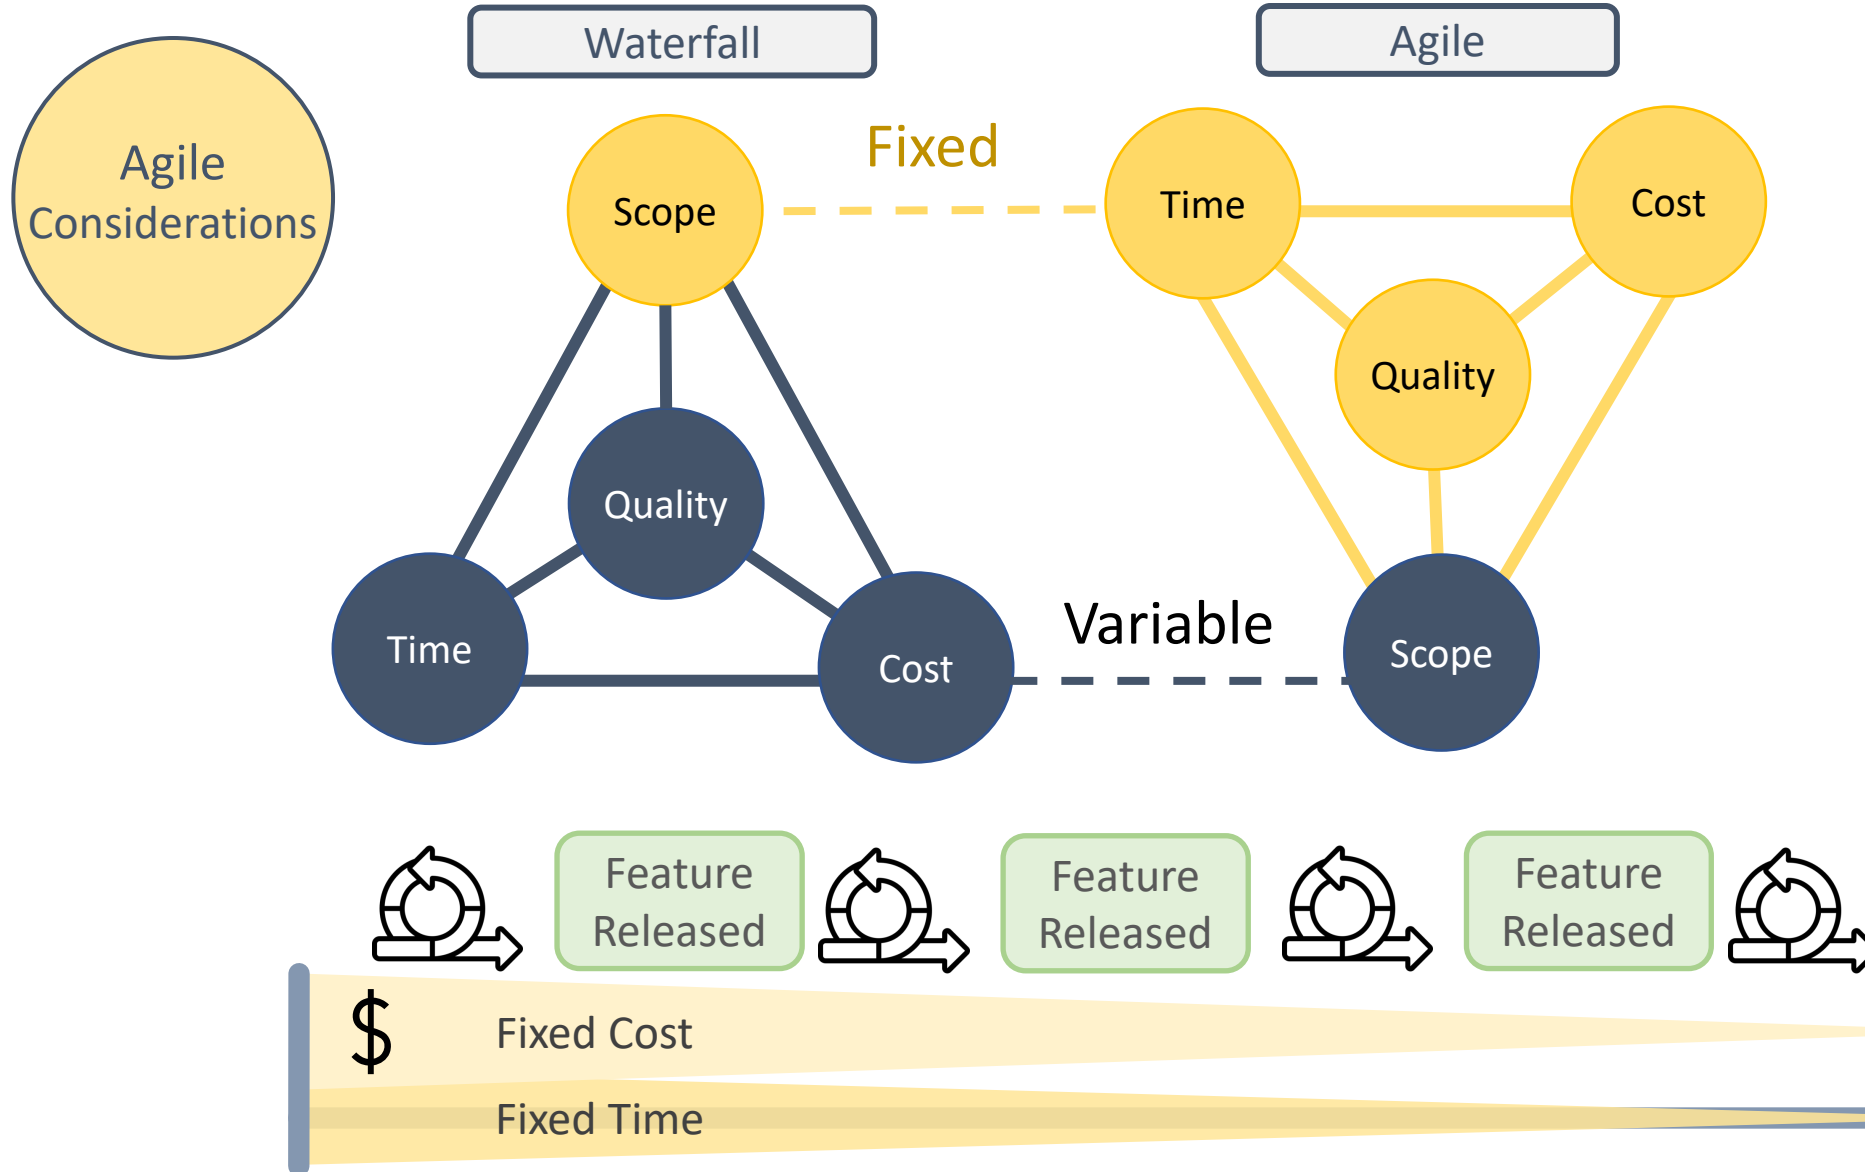 Waterfall
Agile
Agile
Considerations
Fixed
Scope
Time
Cost
Quality
Quality
Time
Cost
Variable
Scope
Feature
Released
Feature
Released
Feature
Released
$
Fixed Cost
Fixed Time